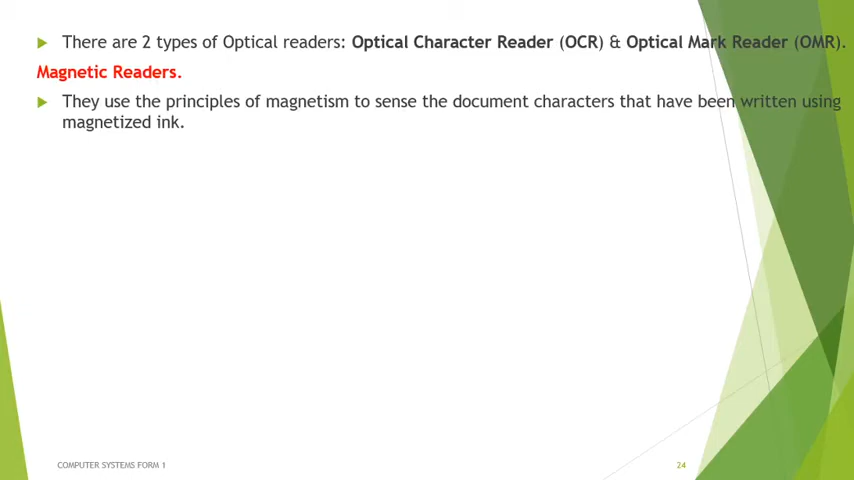 There are 2 types of Optical readers: Optical Character Reader (OCR) & Optical Mark Reader (OMR).
Magnetic Readers.
They use the principles of magnetism to sense the document characters that have been written using
magnetized ink.
COMPUTER SYSTEMS FORM 1
24